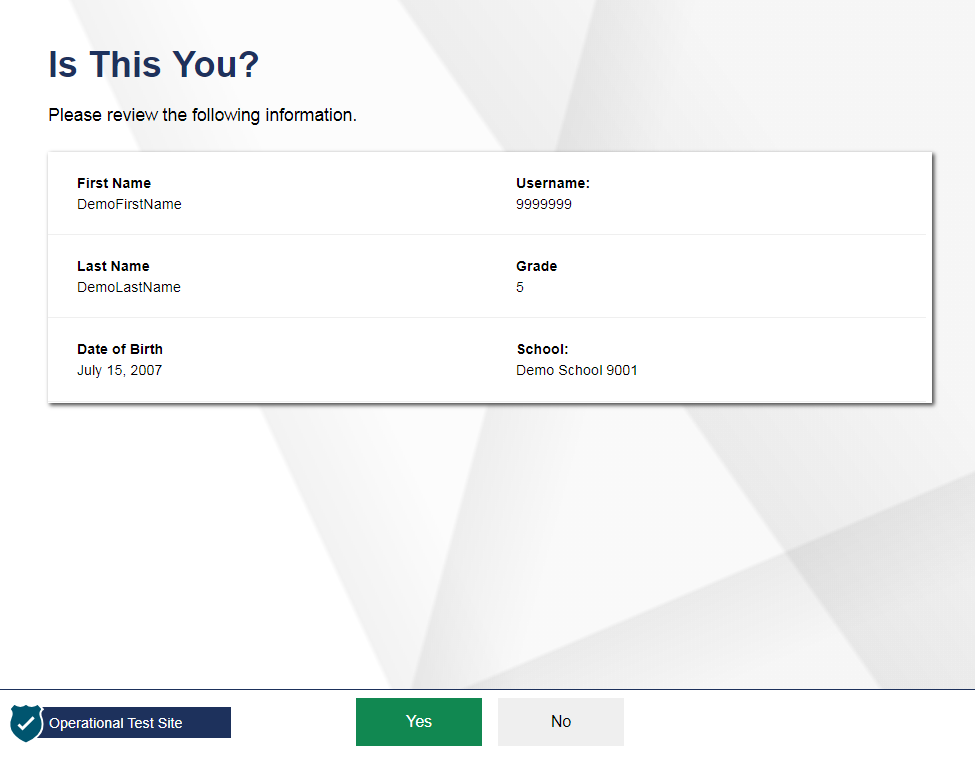 Is This You?
Please review the following information.
First Name
DemoFirstName
Username:
9999999
Last Name
DemoLastName
Grade
5
Date of Birth
July 15, 2007
School:
Demo School 9001
Operational Test Site
Yes
No